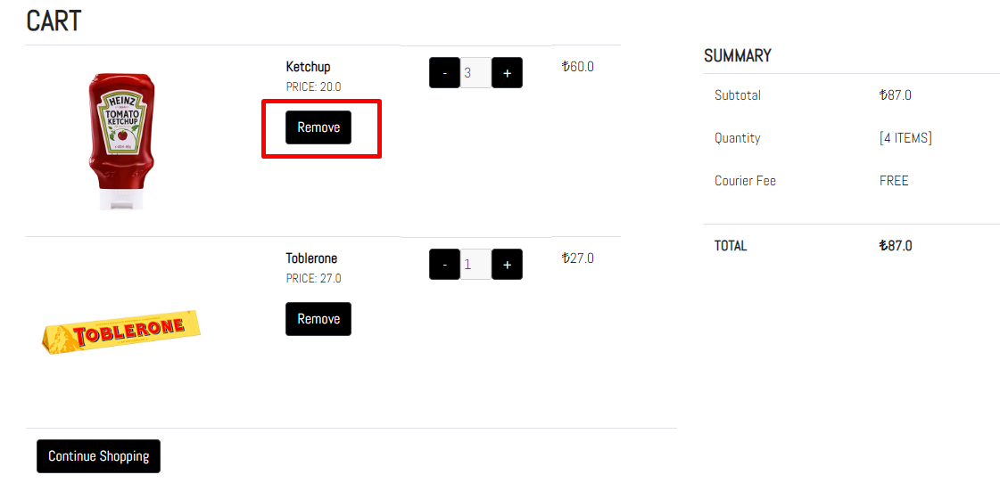 CART
HEINZ
TOMATO
KETCHUP
Ketchup
PRICE: 20.0
Remove
- 3 +
₺60.0
TOBLERONE
Toblerone
PRICE: 27.0
Remove
- 1 +
₺27.0
Continue Shopping
SUMMARY
Subtotal ₺87.0
Quantity [4 ITEMS]
Courier Fee FREE
TOTAL ₺87.0